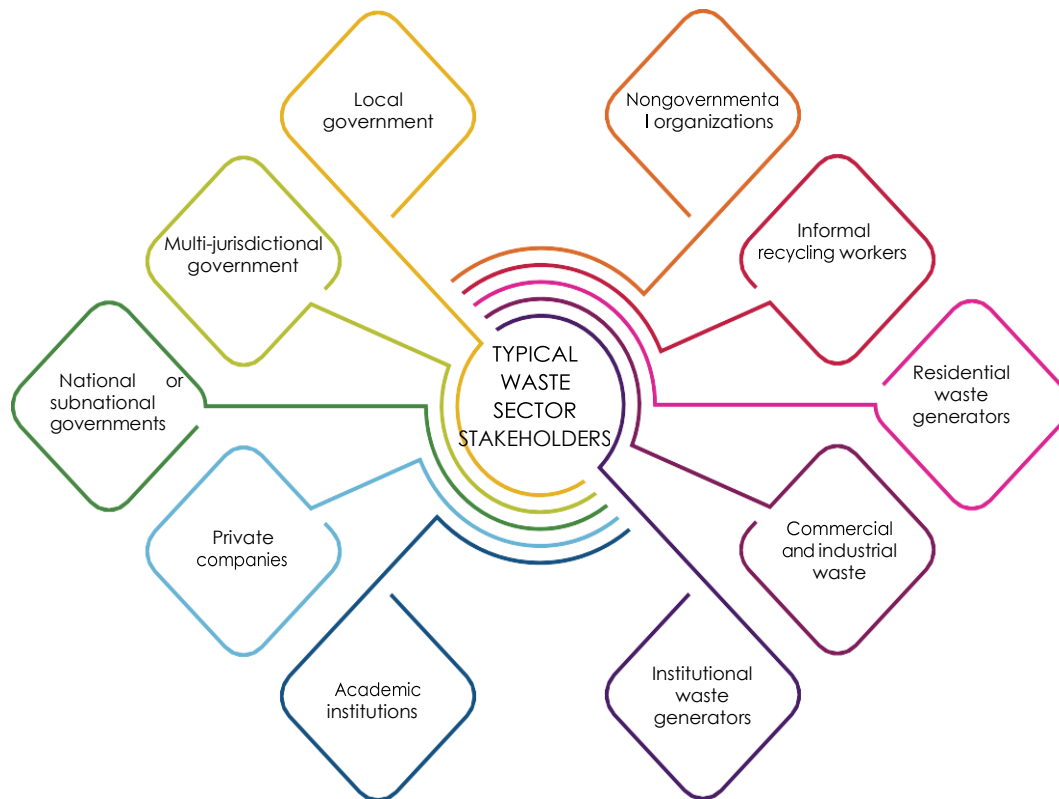 Local
government
Nongovernmenta
l organizations
Multi-jurisdictional
government
Informal
recycling workers
National or
subnational
governments
TYPICAL
WASTE
SECTOR
STAKEHOLDERS
Residential
waste
generators
Private
companies
Commercial
and industrial
waste
Academic
institutions
Institutional
waste
generators